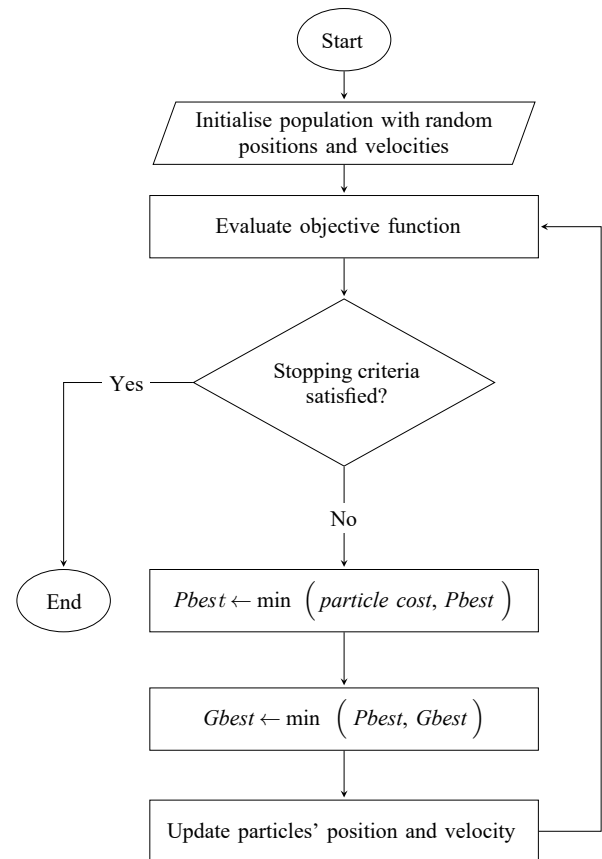 Start
Initialise population with random
positions and velocities
Evaluate objective function
Stopping criteria
satisfied?
Yes
No
End
Pbest ← min ( particle cost, Pbest )
Gbest ← min ( Pbest, Gbest )
Update particles’ position and velocity